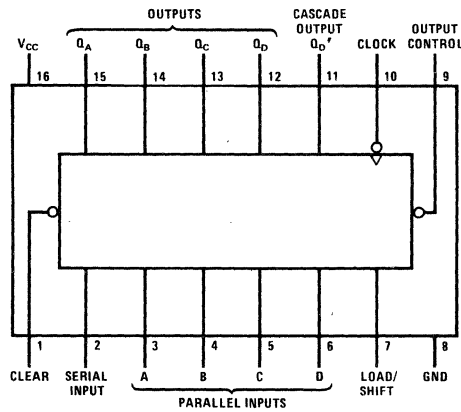 OUTPUTS
CASCADE
OUTPUT
OUTPUT
CONTROL
VCC QA QB QC QD QD' CLOCK
16 15 14 13 12 11 10 9
1 2 3 4 5 6 7 8
CLEAR SERIAL INPUT A B C D LOAD/ SHIFT GND
PARALLEL INPUTS